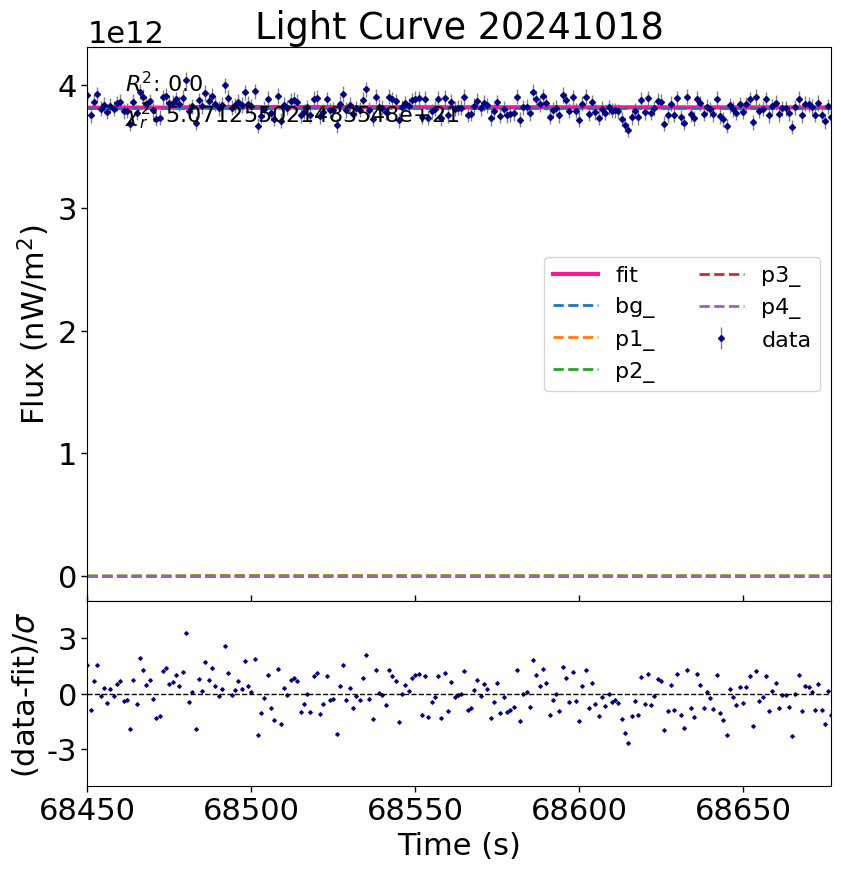 Light Curve 20241018
1e12
R²: 0.0
χ²ᵣ: 5.071255021483548e+21
4
3
2
1
0
Flux (nW/m²)
fit
bg_
p1_
p2_
p3_
p4_
data
3
0
-3
(data-fit)/σ
68450 68500 68550 68600 68650
Time (s)